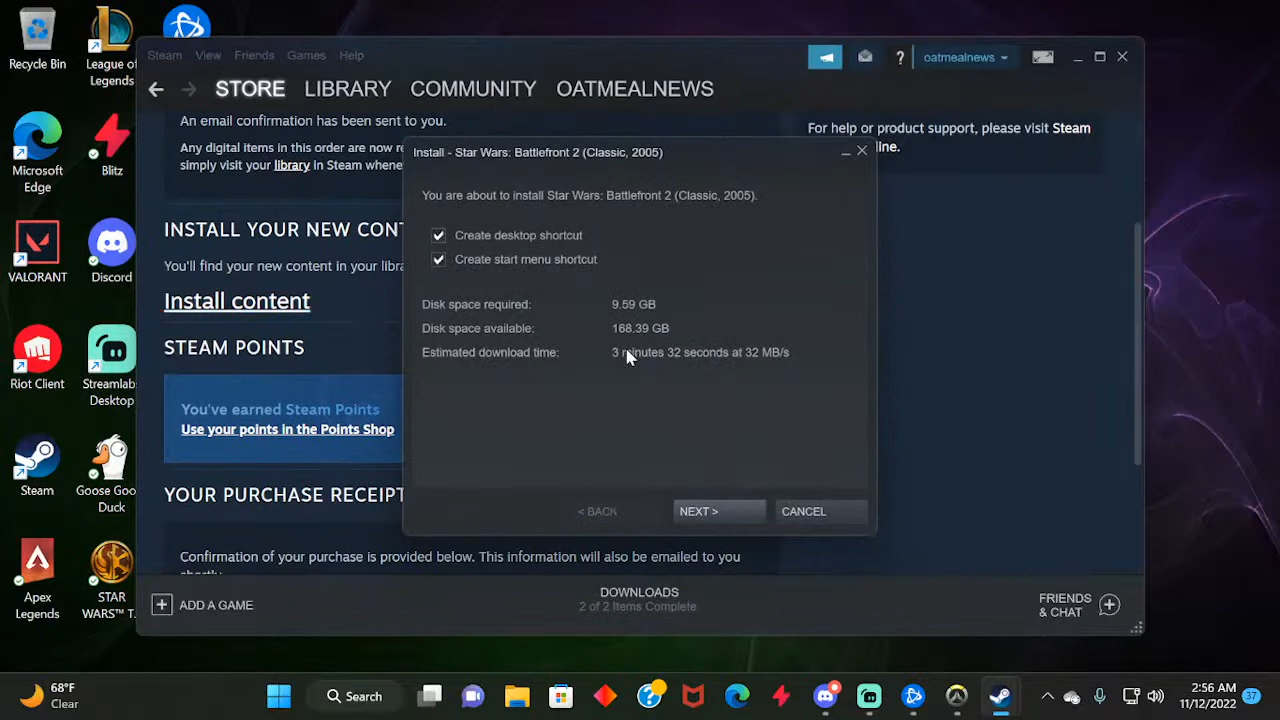 Recycle Bin
League of
Legends
Microsoft
Edge
Blitz
VALORANT
Discord
Riot Client
Streamlabs
Desktop
Steam
Goose Goo
Duck
Apex
Legends
STAR
WARS™ T...
Steam View Friends Games Help
oatmealnews
STORE LIBRARY COMMUNITY OATMEALNEWS
An email confirmation has been sent to you.
Any digital items in this order are now re
simply visit your library in Steam whene
For help or product support, please visit Steam
line.
INSTALL YOUR NEW CONT
You'll find your new content in your libra
Install content
STEAM POINTS
You've earned Steam Points
Use your points in the Points Shop
YOUR PURCHASE RECEIPT
Confirmation of your purchase is provided below. This information will also be emailed to you
shortly.
Install - Star Wars: Battlefront 2 (Classic, 2005)
You are about to install Star Wars: Battlefront 2 (Classic, 2005).
Create desktop shortcut
Create start menu shortcut
Disk space required: 9.59 GB
Disk space available: 168.39 GB
Estimated download time: 3 minutes 32 seconds at 32 MB/s
< BACK NEXT > CANCEL
ADD A GAME
DOWNLOADS
2 of 2 Items Complete
FRIENDS
& CHAT
68°F
Clear
Search
2:56 AM
11/12/2022
37